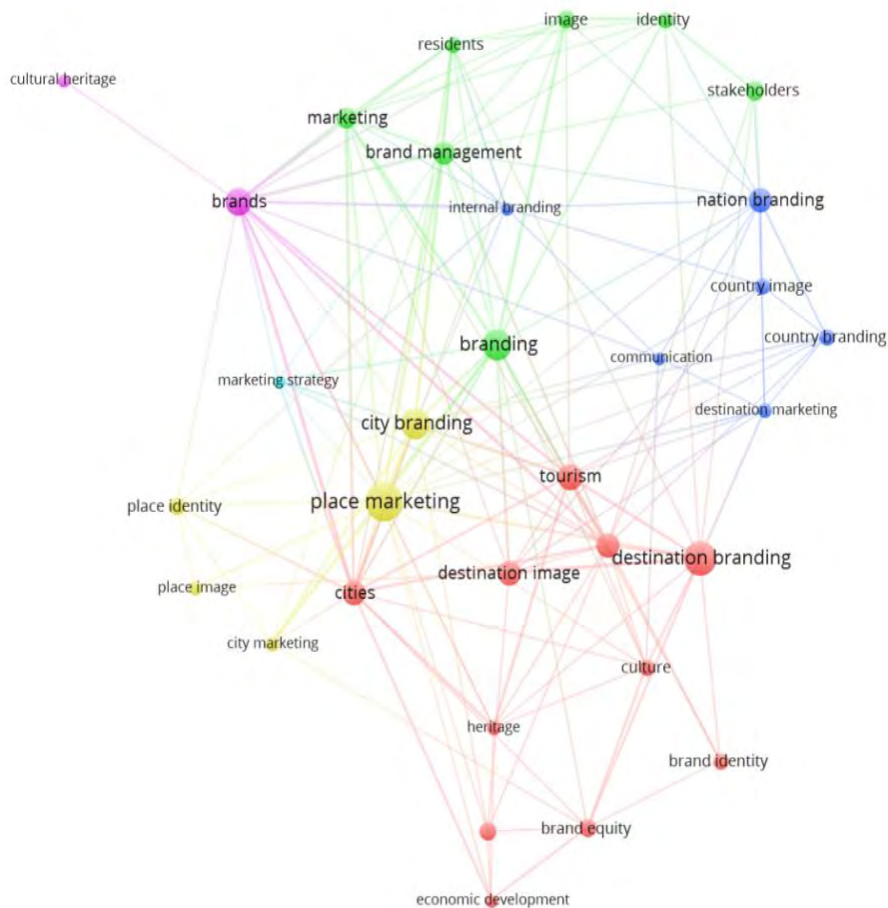 image
identity
residents
cultural heritage
stakeholders
marketing
brand management
brands
internal branding
nation branding
country image
country branding
branding
communication
marketing strategy
destination marketing
city branding
tourism
place marketing
place identity
destination branding
destination image
place image
cities
city marketing
culture
heritage
brand identity
brand equity
economic development